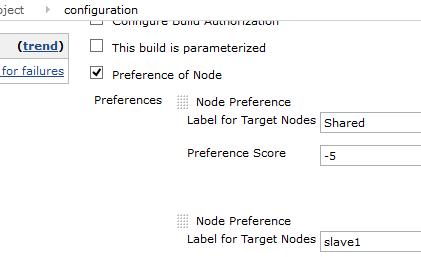 oject configuration
Configure Build Authorization
(trend)
This build is parameterized
for failures
Preference of Node
Preferences Node Preference
Label for Target Nodes Shared
Preference Score -5
Node Preference
Label for Target Nodes slave1